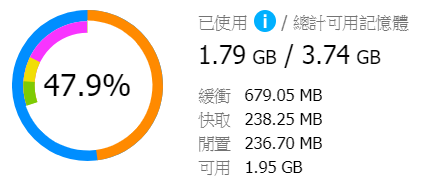 47.9%
已使用 i / 總計可用記憶體
1.79 GB / 3.74 GB
緩衝 679.05 MB
快取 238.25 MB
閒置 236.70 MB
可用 1.95 GB